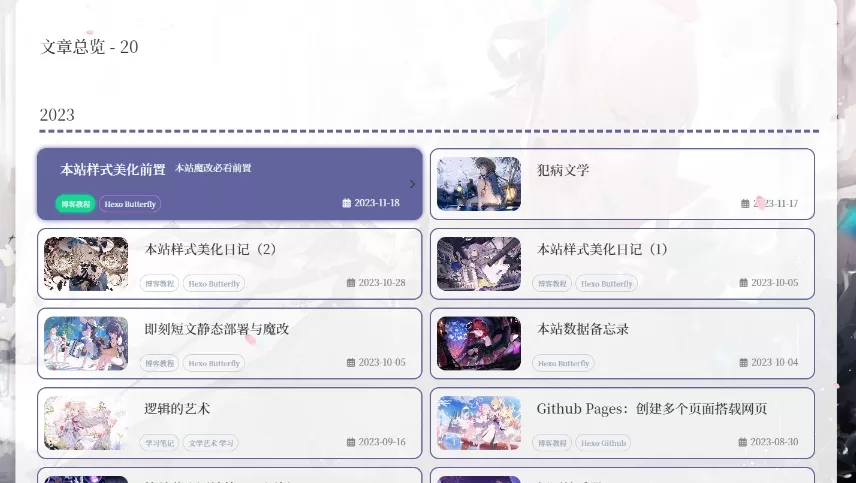 文章总览 - 20
2023
本站样式美化前置 本站魔改必看前置
博客教程 Hexo Butterfly 2023-11-18
犯病文学
2023-11-17
本站样式美化日记（2）
博客教程 Hexo Butterfly 2023-10-28
本站样式美化日记（1）
博客教程 Hexo Butterfly 2023-10-05
即刻短文静态部署与魔改
博客教程 Hexo Butterfly 2023-10-05
本站数据备忘录
Hexo Butterfly 2023-10-04
逻辑的艺术
学习笔记 文学艺术 学习 2023-09-16
Github Pages：创建多个页面搭载网页
博客教程 Hexo Github 2023-08-30